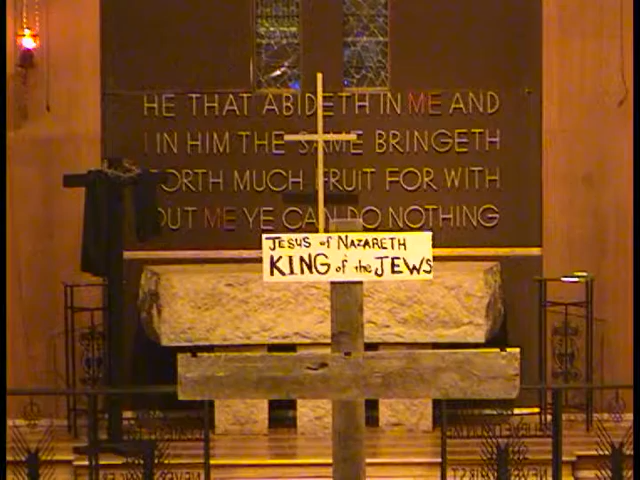 HE THAT ABIDETH IN ME AND
I IN HIM THE SAME BRINGETH
FORTH MUCH FRUIT FOR WITH
OUT ME YE CAN DO NOTHING
JESUS of NAZARETH
KING of the JEWS